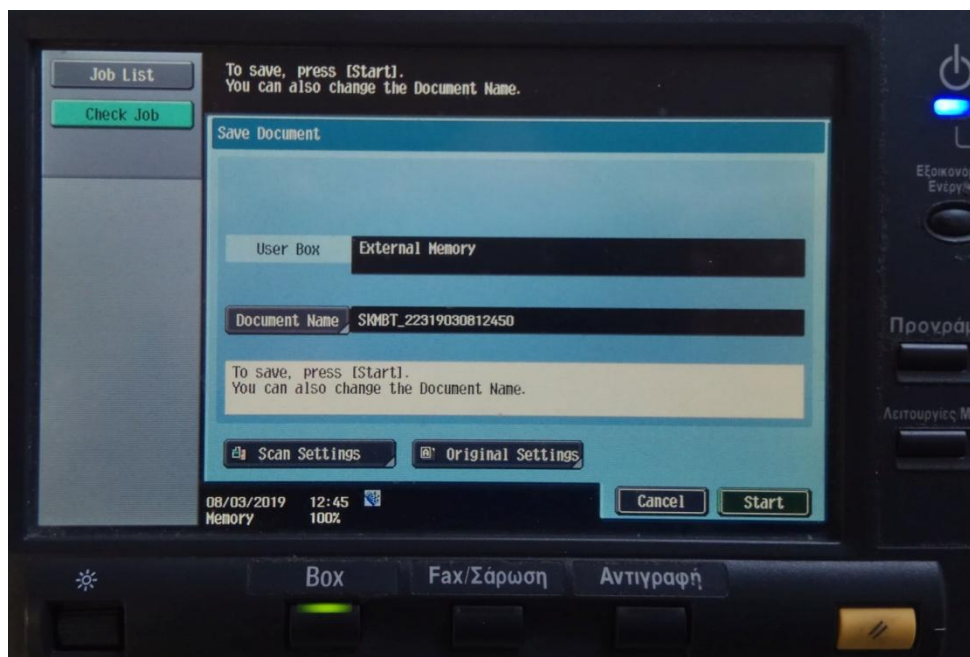 Job List
Check Job
To save, press [Start].
You can also change the Document Name.
Save Document
User Box
External Memory
Document Name
SKMBT_22319030812450
To save, press [Start].
You can also change the Document Name.
Scan Settings
Original Settings
08/03/2019 12:45
Memory 100%
Cancel
Start
Box
Fax/Σάρωση
Αντιγραφή